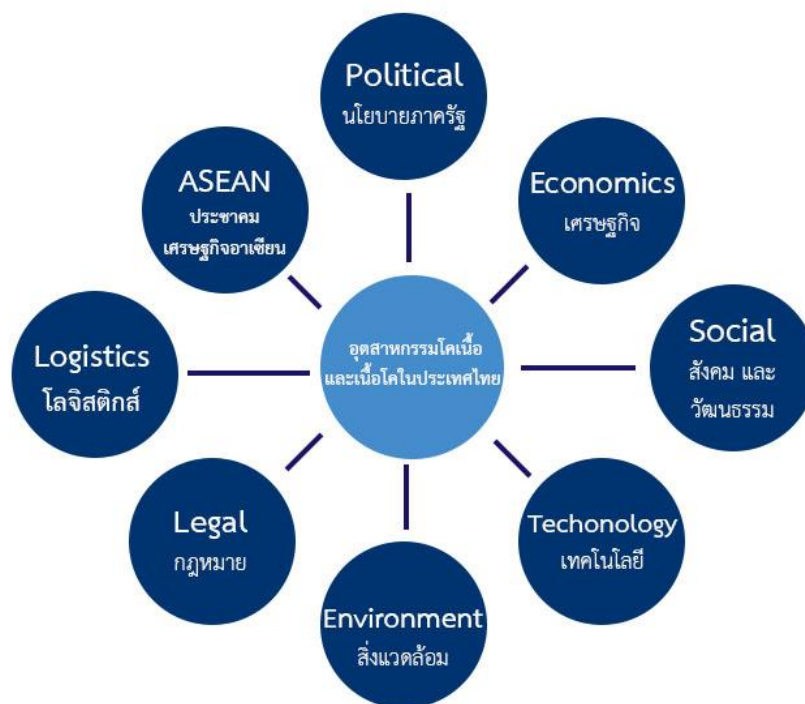 Political
นโยบายภาครัฐ
Economics
เศรษฐกิจ
Social
สังคม และ
วัฒนธรรม
Techonology
เทคโนโลยี
Environment
สิ่งแวดล้อม
Legal
กฎหมาย
Logistics
โลจิสติกส์
ASEAN
ประชาคม
เศรษฐกิจอาเซียน
อุตสาหกรรมโคเนื้อ
และเนื้อโคในประเทศไทย